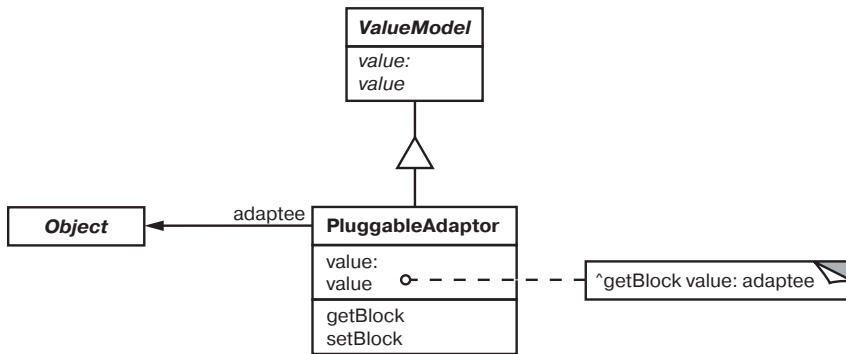 ValueModel
value:
value
Object
adaptee
PluggableAdaptor
value:
value
^getBlock value: adaptee
getBlock
setBlock